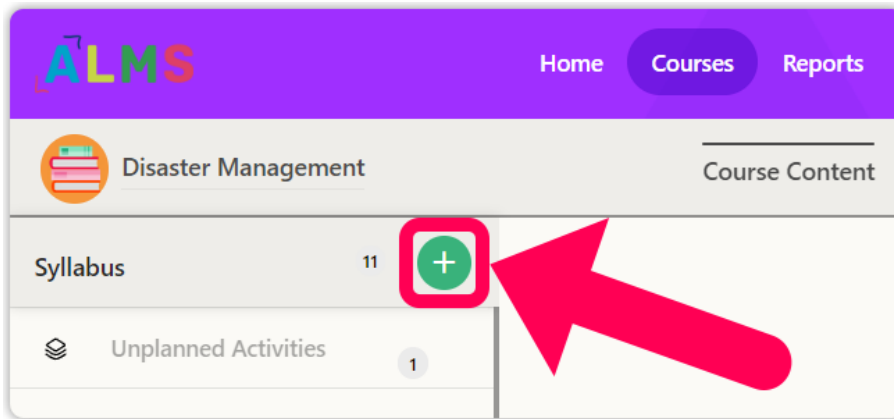 ALMS
Home Courses Reports
Disaster Management
Course Content
Syllabus 11 +
Unplanned Activities 1